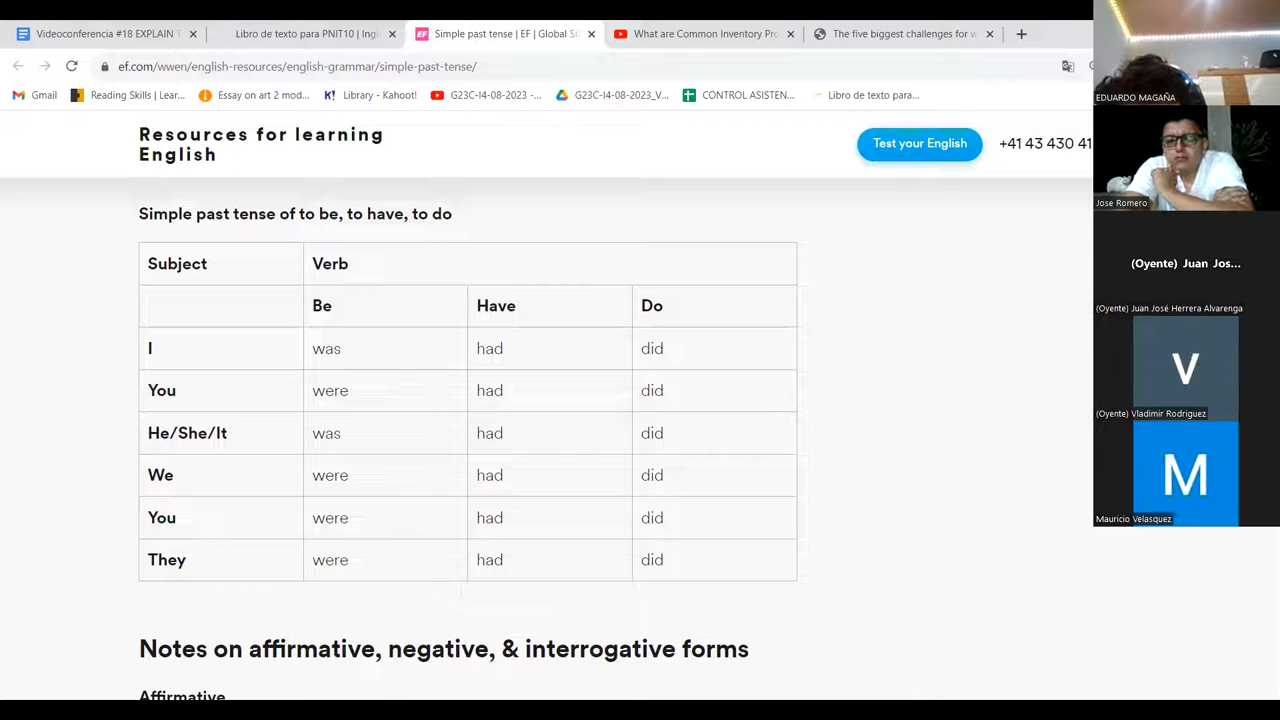 Videoconferencia #18 EXPLAIN T
Libro de texto para PNIT10 | Ingl
Simple past tense | EF | Global Si
What are Common Inventory Pro
The five biggest challenges for w
ef.com/wwen/english-resources/english-grammar/simple-past-tense/
Gmail
Reading Skills | Lear...
Essay on art 2 mod...
Library - Kahoot!
G23C-I4-08-2023 -...
G23C-I4-08-2023_V...
CONTROL ASISTEN...
Libro de texto para...
Resources for learning
English
Test your English
+41 43 430 41
Simple past tense of to be, to have, to do
Subject Verb
Be Have Do
I was had did
You were had did
He/She/It was had did
We were had did
You were had did
They were had did
Notes on affirmative, negative, & interrogative forms
Affirmative
EDUARDO MAGAÑA
Jose Romero
(Oyente) Juan Jos...
(Oyente) Juan José Herrera Alvarenga
V
(Oyente) Vladimir Rodriguez
M
Mauricio Velasquez